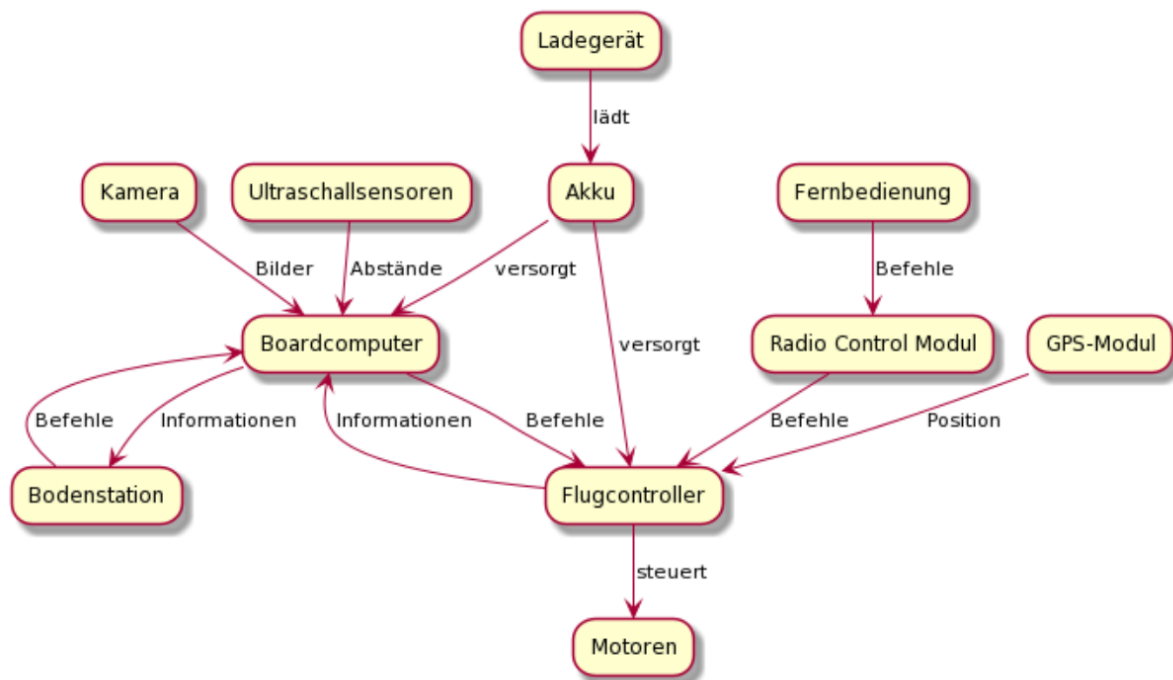 Ladegerät
lädt
Kamera
Ultraschallsensoren
Akku
Fernbedienung
Bilder
Abstände
versorgt
Befehle
Boardcomputer
versorgt
Radio Control Modul
GPS-Modul
Befehle
Informationen
Informationen
Befehle
Befehle
Position
Bodenstation
Flugcontroller
steuert
Motoren